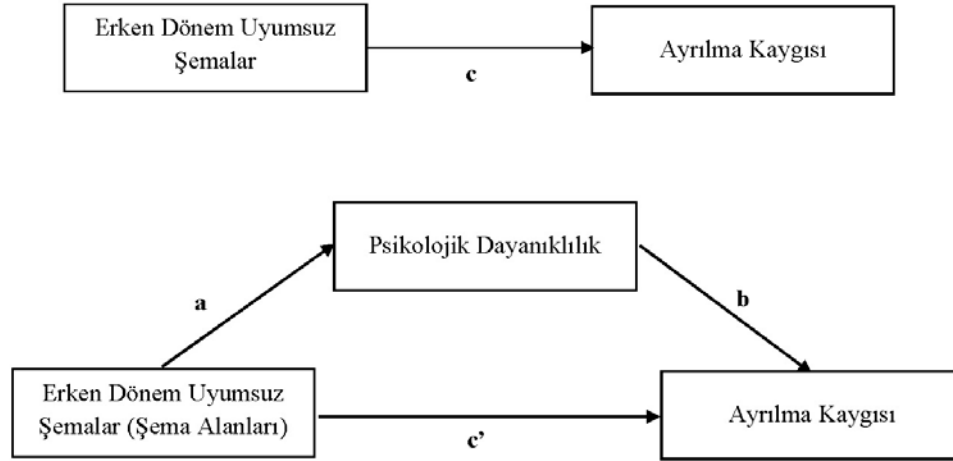 Erken Dönem Uyumsuz
Şemalar
c
Ayrılma Kaygısı
Psikolojik Dayanıklılık
a
b
Erken Dönem Uyumsuz
Şemalar (Şema Alanları)
c’
Ayrılma Kaygısı